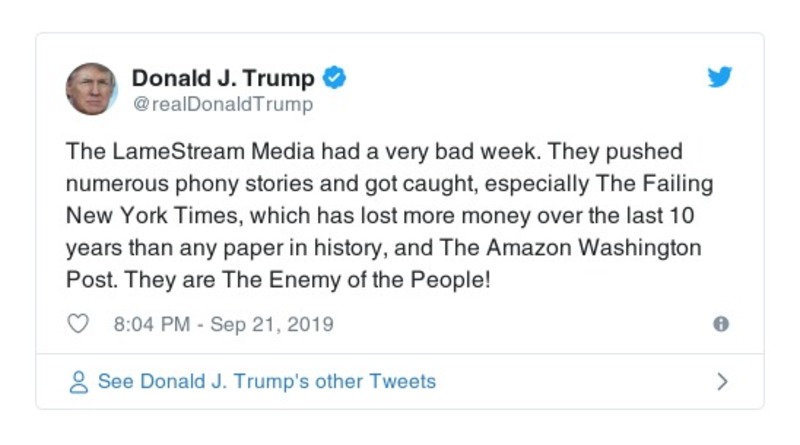 Donald J. Trump
@realDonaldTrump
The LameStream Media had a very bad week. They pushed
numerous phony stories and got caught, especially The Failing
New York Times, which has lost more money over the last 10
years than any paper in history, and The Amazon Washington
Post. They are The Enemy of the People!
8:04 PM - Sep 21, 2019
See Donald J. Trump's other Tweets